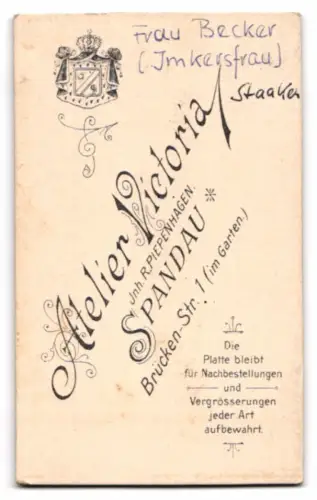 Frau Becker
(Imkersfrau)
Staaken
Atelier Victoria
Jnh. R. PIEPENHAGEN.
SPANDAU *
Brücken-Str. 1 (im Garten.)
Die
Platte bleibt
für Nachbestellungen
und
Vergrösserungen
jeder Art
aufbewahrt.